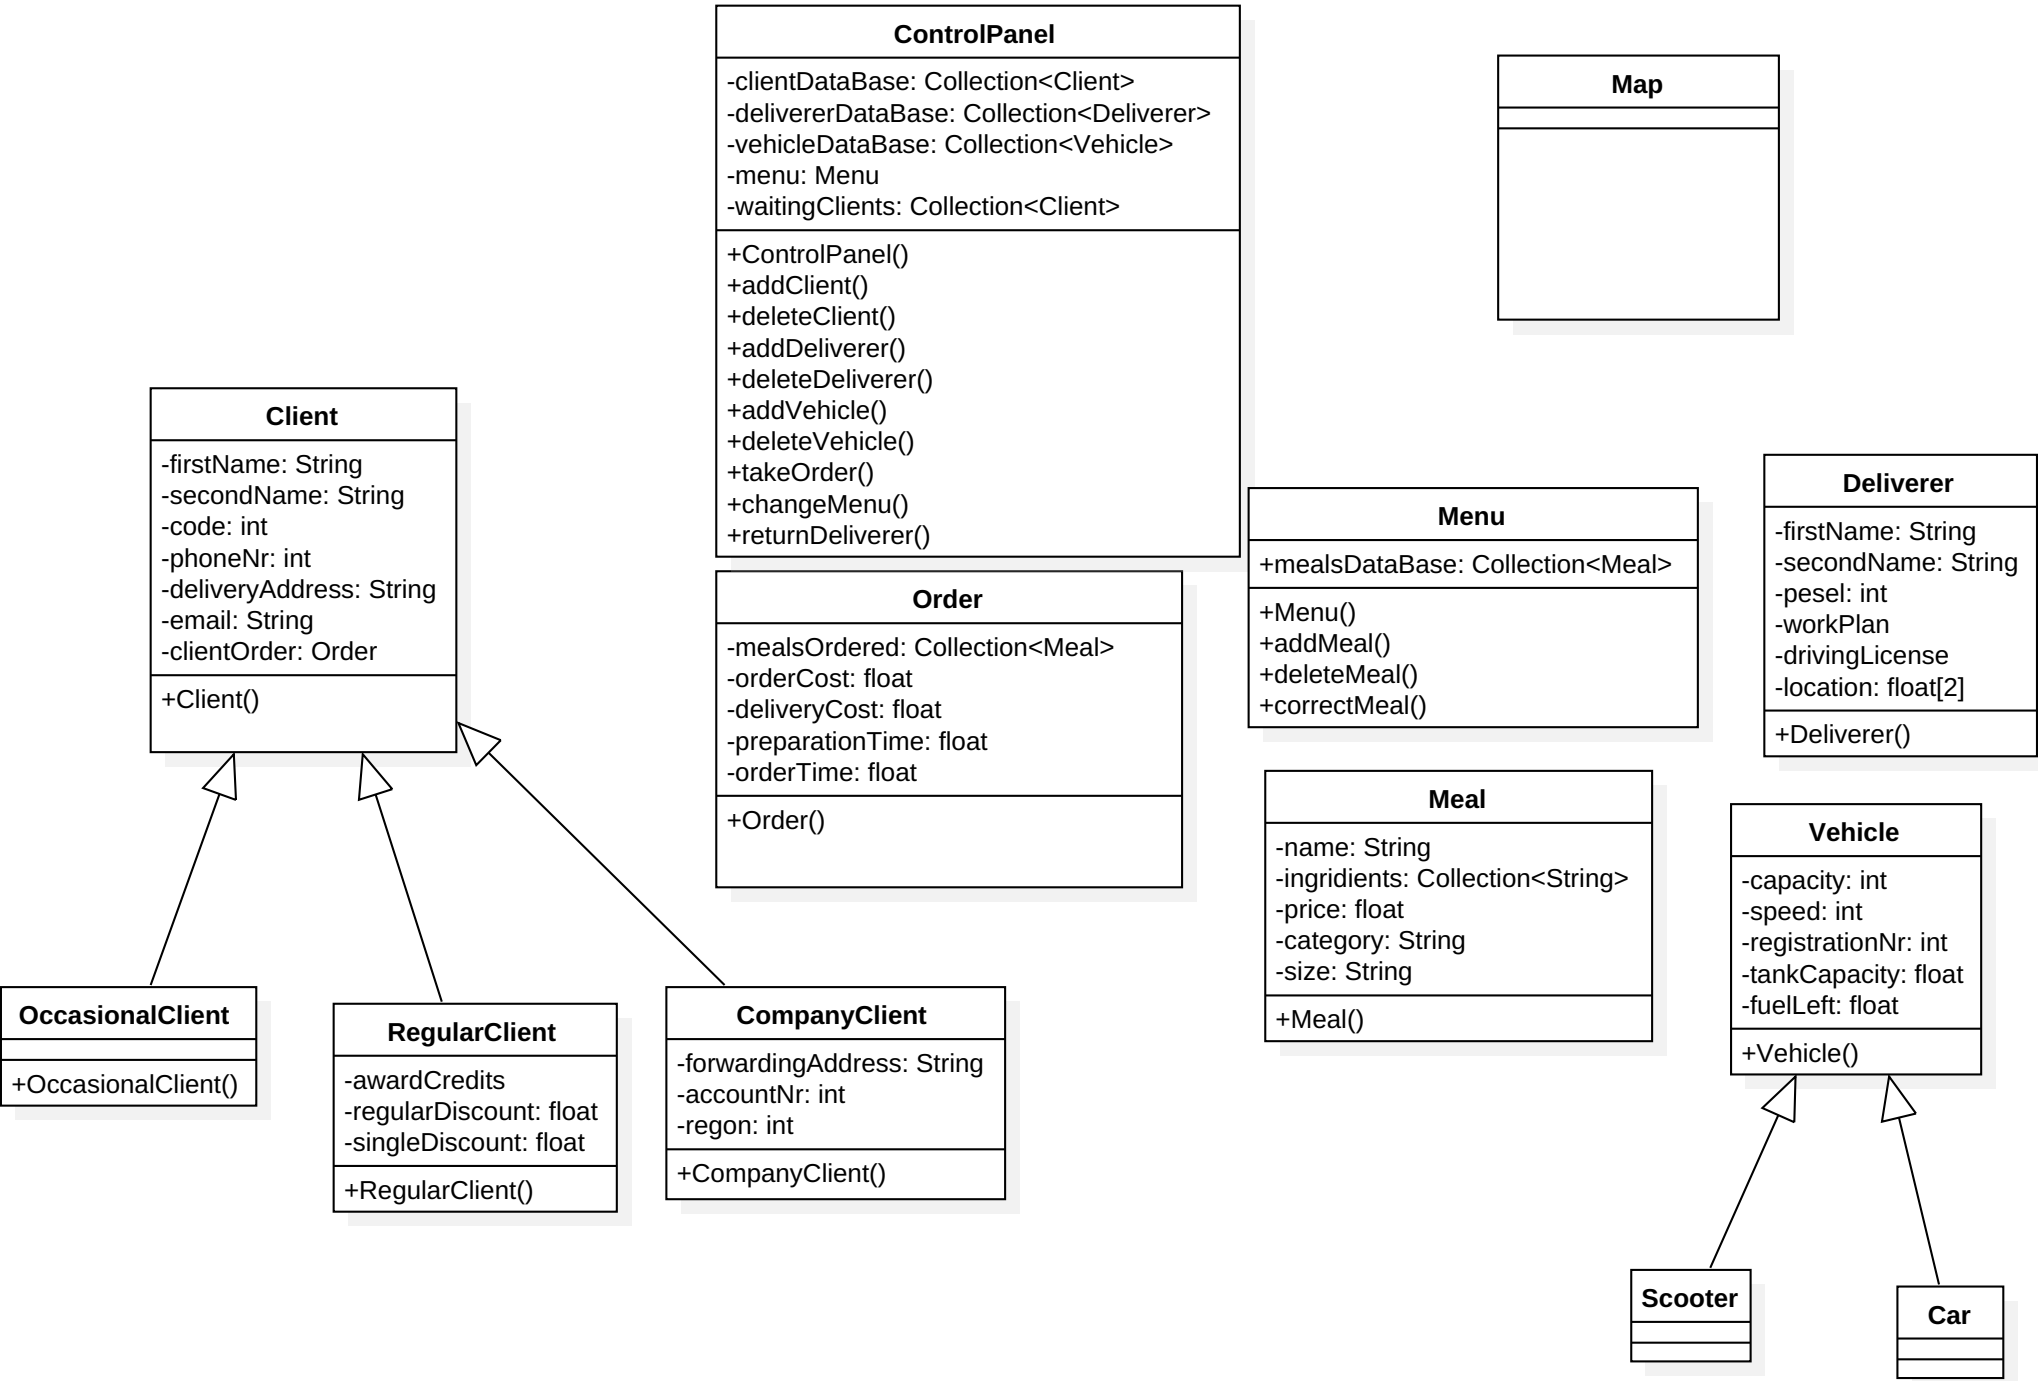 ControlPanel
-clientDataBase: Collection<Client>
-delivererDataBase: Collection<Deliverer>
-vehicleDataBase: Collection<Vehicle>
-menu: Menu
-waitingClients: Collection<Client>
+ControlPanel()
+addClient()
+deleteClient()
+addDeliverer()
+deleteDeliverer()
+addVehicle()
+deleteVehicle()
+takeOrder()
+changeMenu()
+returnDeliverer()
Map
Client
-firstName: String
-secondName: String
-code: int
-phoneNr: int
-deliveryAddress: String
-email: String
-clientOrder: Order
+Client()
Order
-mealsOrdered: Collection<Meal>
-orderCost: float
-deliveryCost: float
-preparationTime: float
-orderTime: float
+Order()
Menu
+mealsDataBase: Collection<Meal>
+Menu()
+addMeal()
+deleteMeal()
+correctMeal()
Deliverer
-firstName: String
-secondName: String
-pesel: int
-workPlan
-drivingLicense
-location: float[2]
+Deliverer()
Meal
-name: String
-ingridients: Collection<String>
-price: float
-category: String
-size: String
+Meal()
Vehicle
-capacity: int
-speed: int
-registrationNr: int
-tankCapacity: float
-fuelLeft: float
+Vehicle()
OccasionalClient
+OccasionalClient()
RegularClient
-awardCredits
-regularDiscount: float
-singleDiscount: float
+RegularClient()
CompanyClient
-forwardingAddress: String
-accountNr: int
-regon: int
+CompanyClient()
Scooter
Car